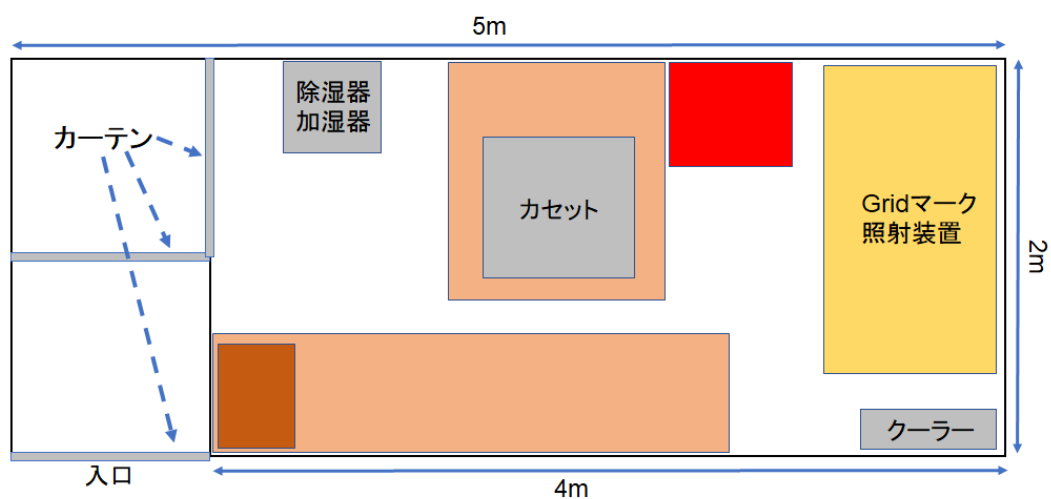 5m
除湿器
加湿器
カーテン
カセット
Gridマーク
照射装置
2m
クーラー
入口
4m